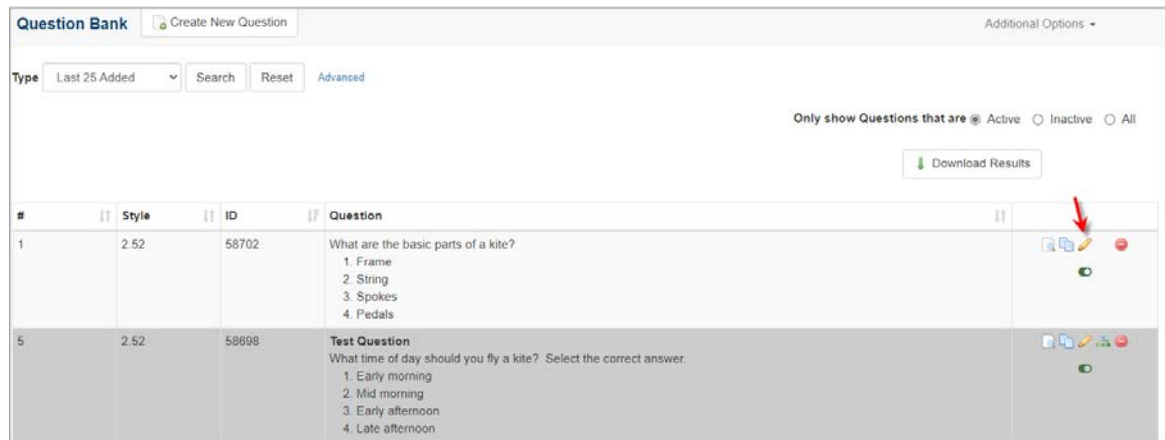 Question Bank Create New Question Additional Options
Type Last 25 Added Search Reset Advanced
Only show Questions that are Active Inactive All
Download Results
# Style ID Question
1 2.52 58702 What are the basic parts of a kite?
1. Frame
2. String
3. Spokes
4. Pedals
5 2.52 58698 Test Question
What time of day should you fly a kite? Select the correct answer.
1. Early morning
2. Mid morning
3. Early afternoon
4. Late afternoon